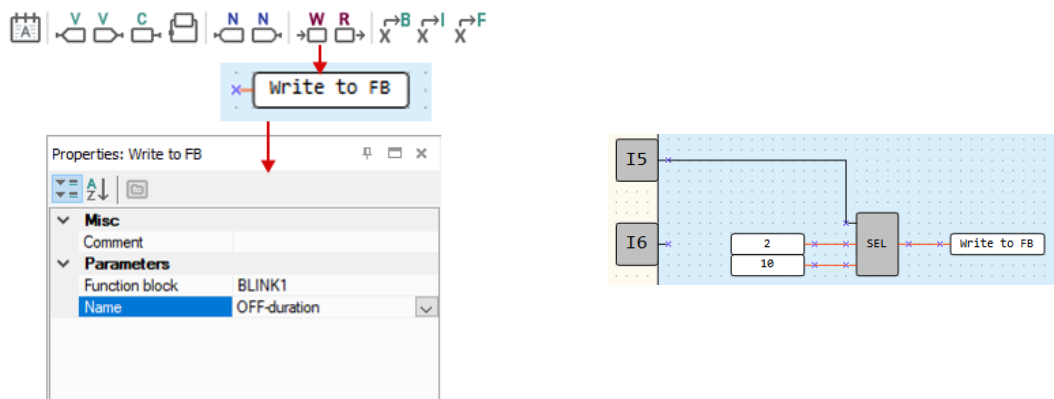 A V V C N N W R B I F
X X X
Write to FB
Properties: Write to FB
A
Z
Misc
Comment
Parameters
Function block BLINK1
Name OFF-duration
I5
I6
2
10
SEL
Write to FB